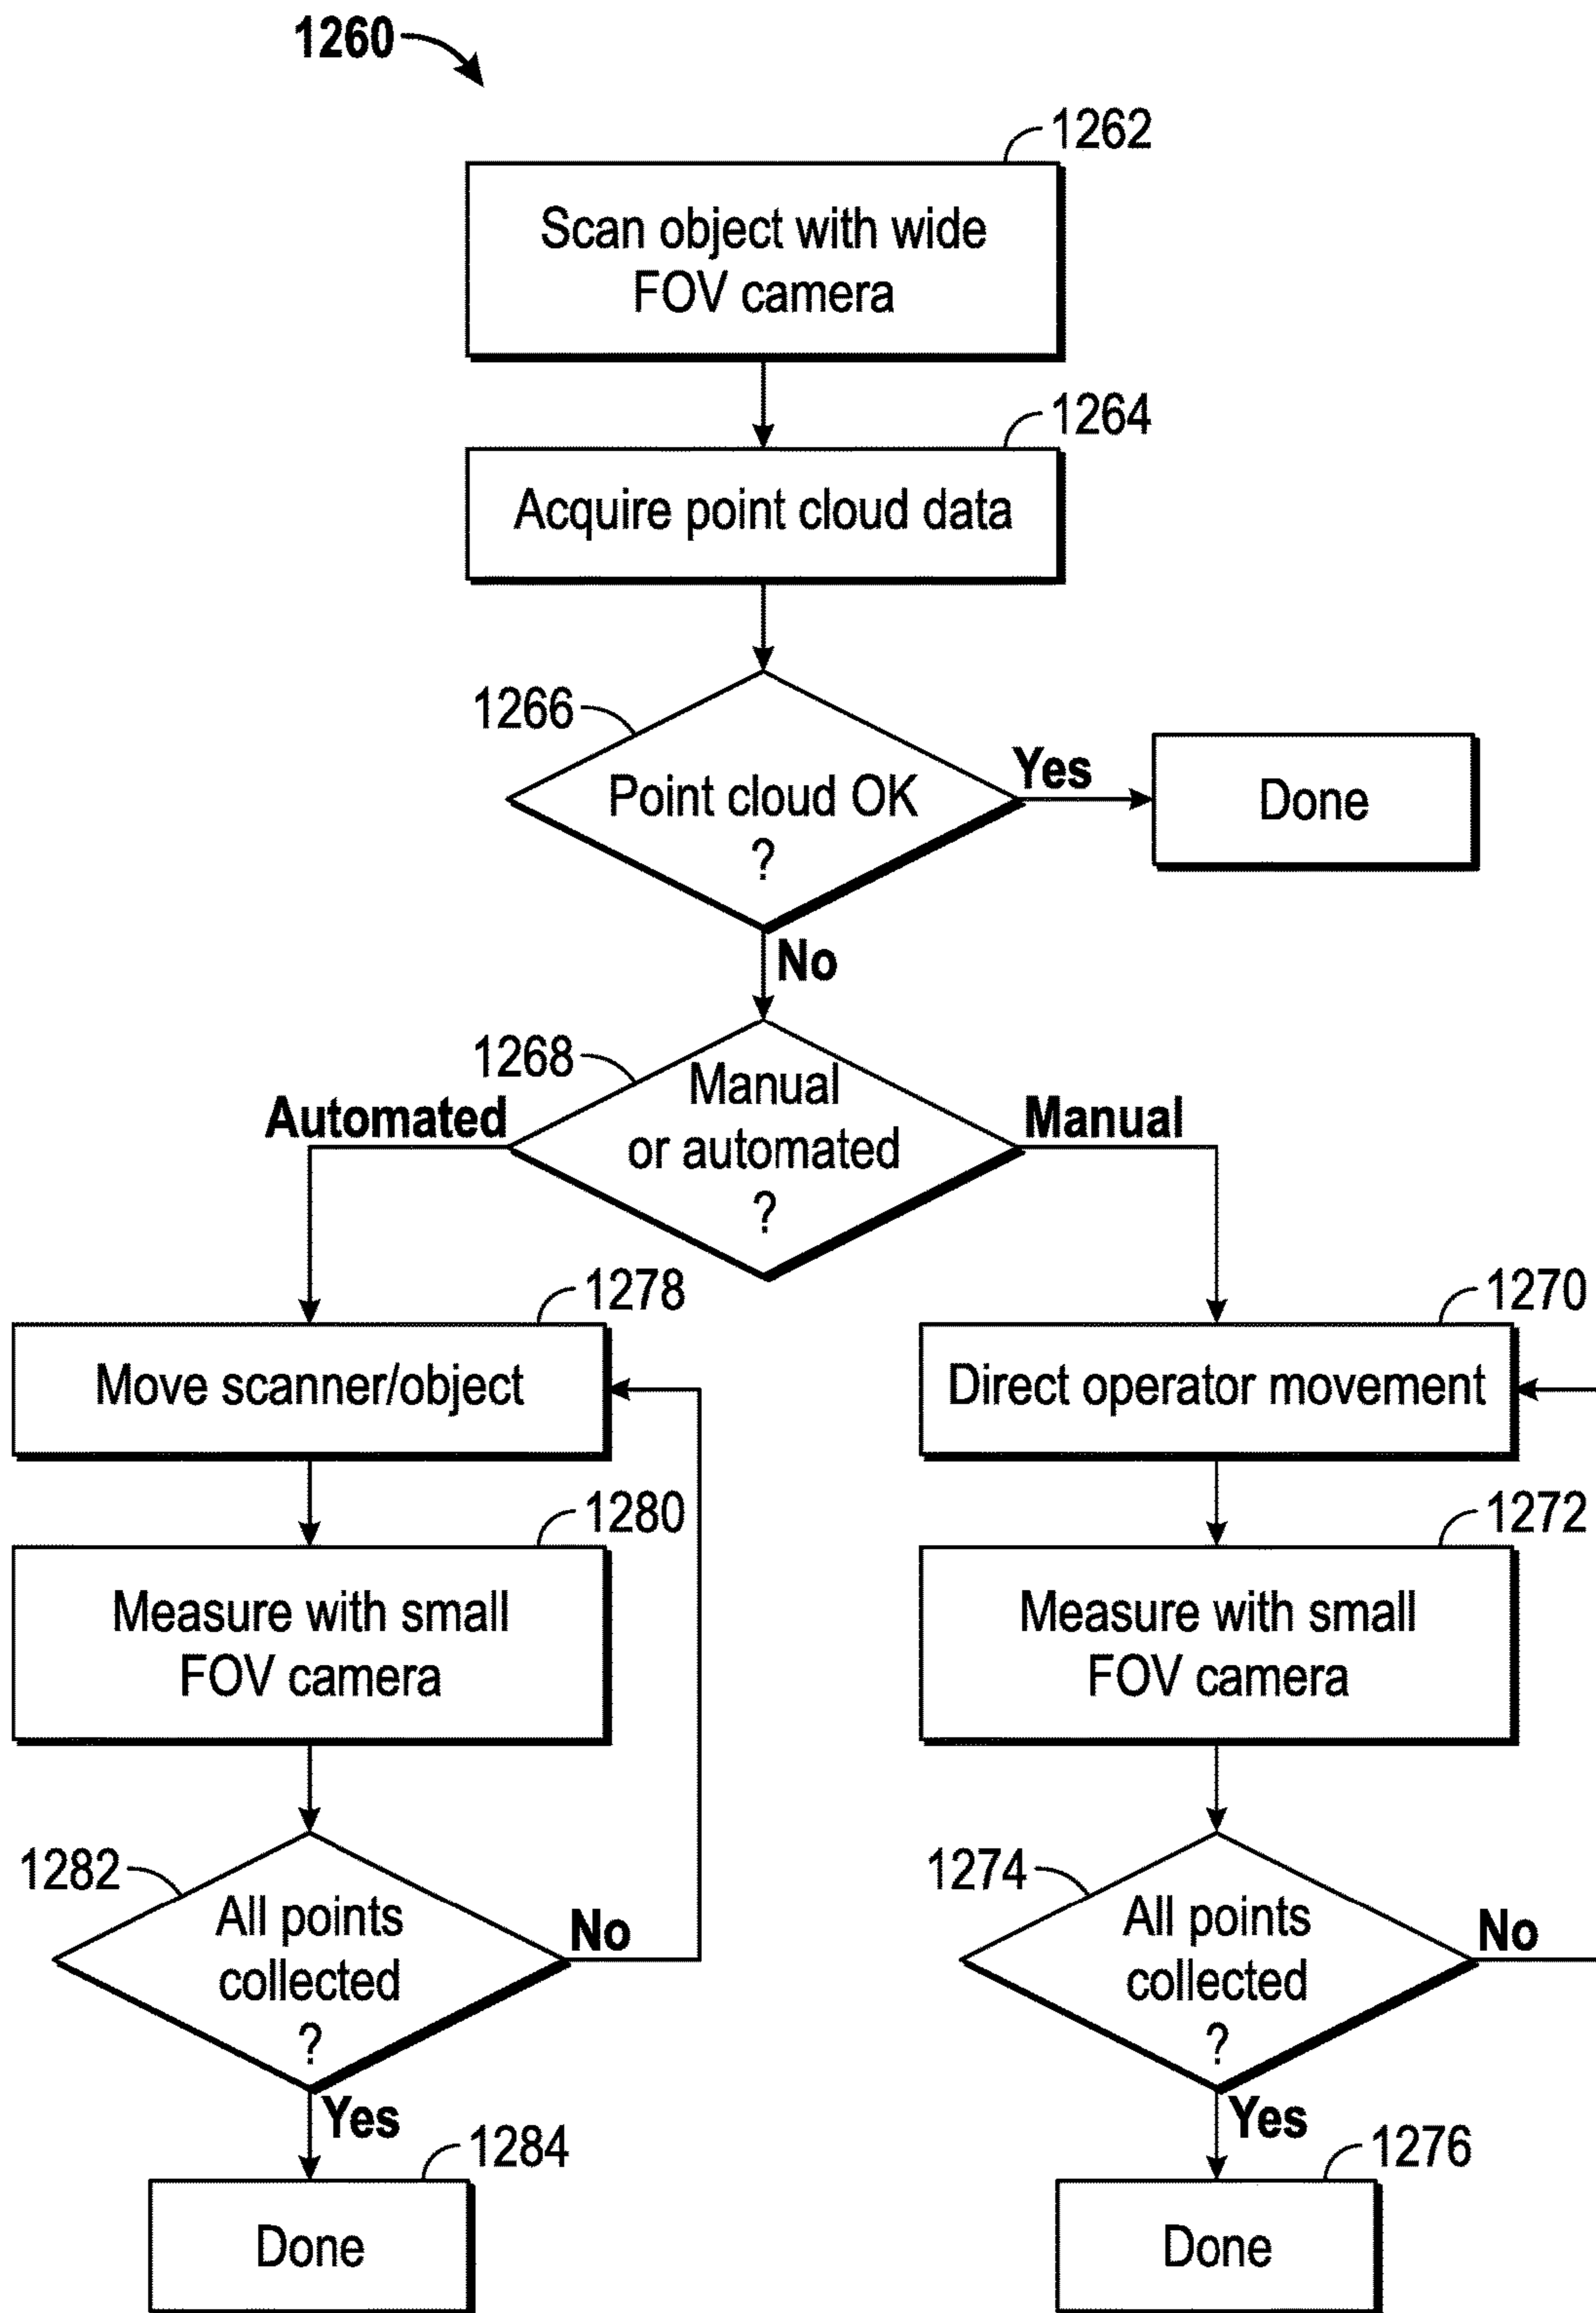 1260
1262
Scan object with wide
FOV camera
1264
Acquire point cloud data
1266
Point cloud OK
?
Yes
Done
No
1268
Manual
or automated
?
Automated
Manual
1278
Move scanner/object
1270
Direct operator movement
1280
Measure with small
FOV camera
1272
Measure with small
FOV camera
1282
All points
collected
?
No
1274
All points
collected
?
No
Yes
1284
Done
Yes
1276
Done